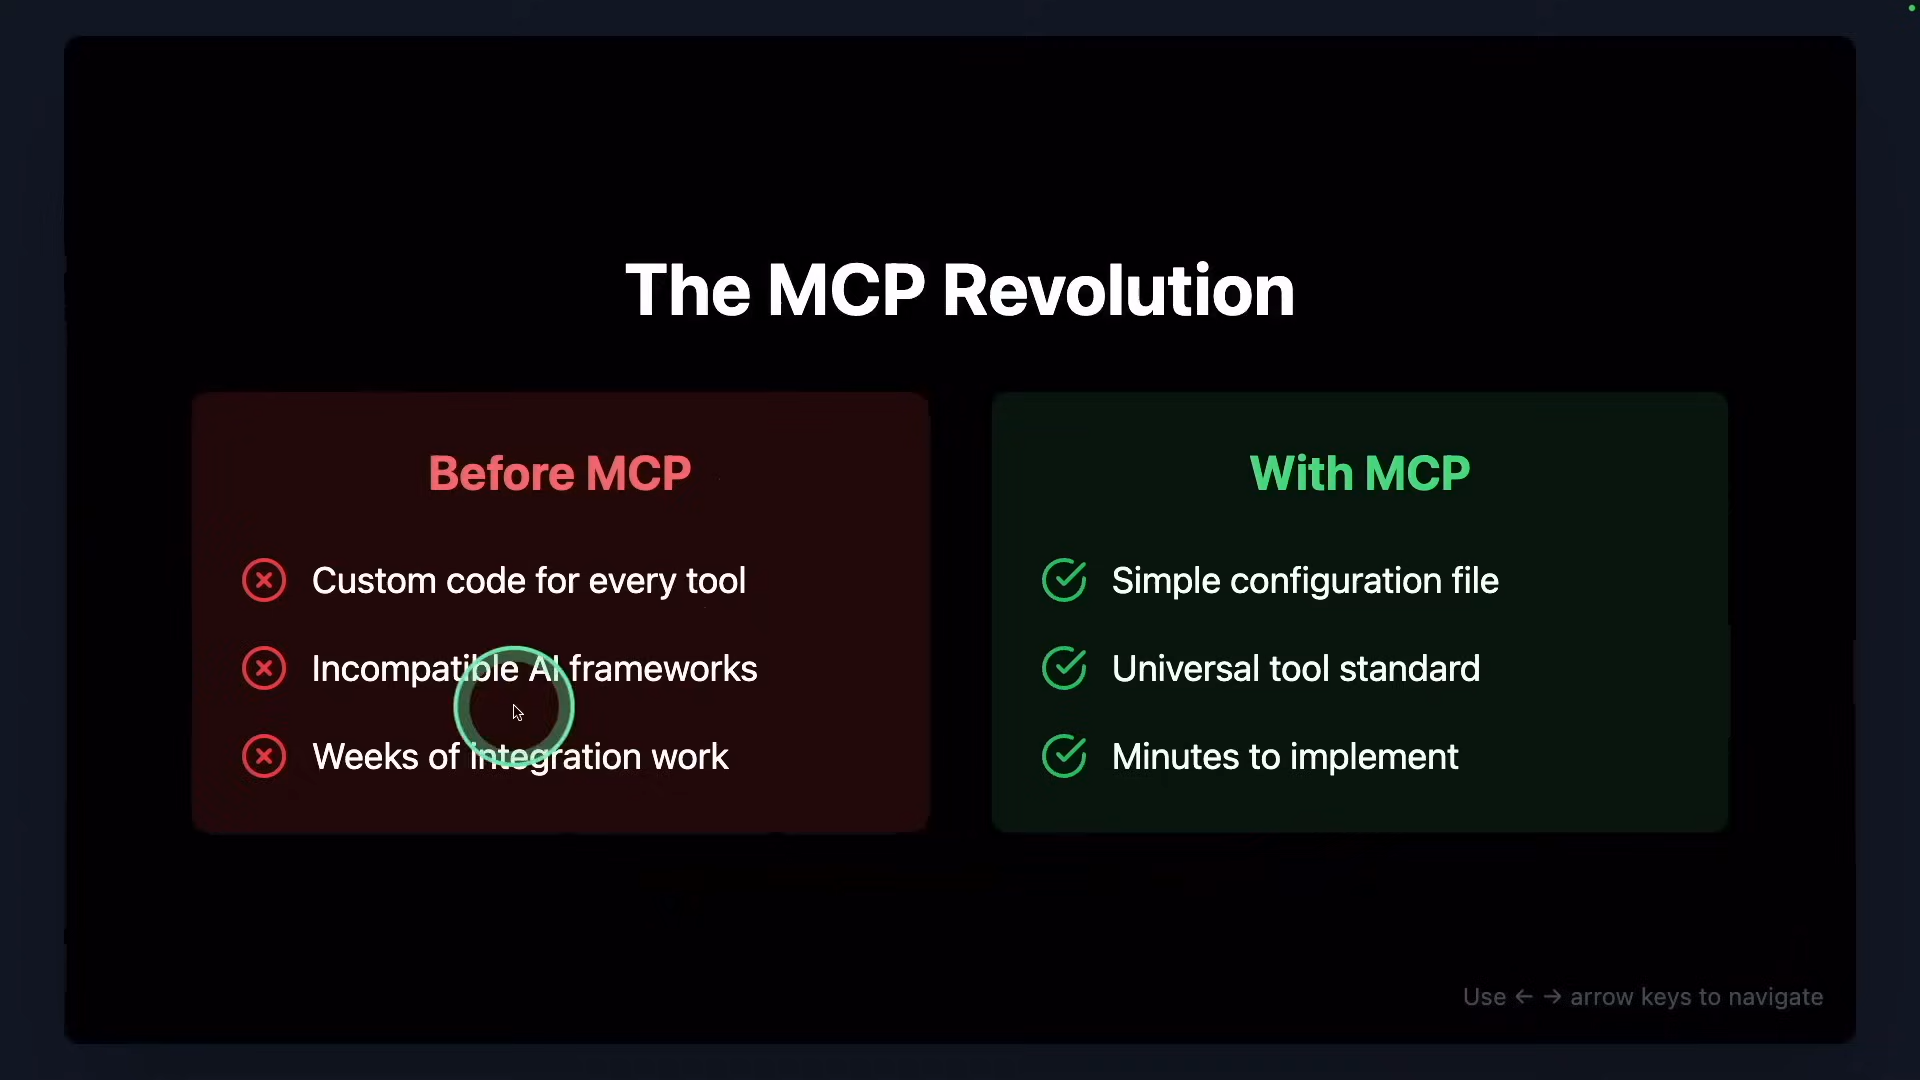 The MCP Revolution
Before MCP
Custom code for every tool
Incompatible AI frameworks
Weeks of integration work
With MCP
Simple configuration file
Universal tool standard
Minutes to implement
Use ← → arrow keys to navigate